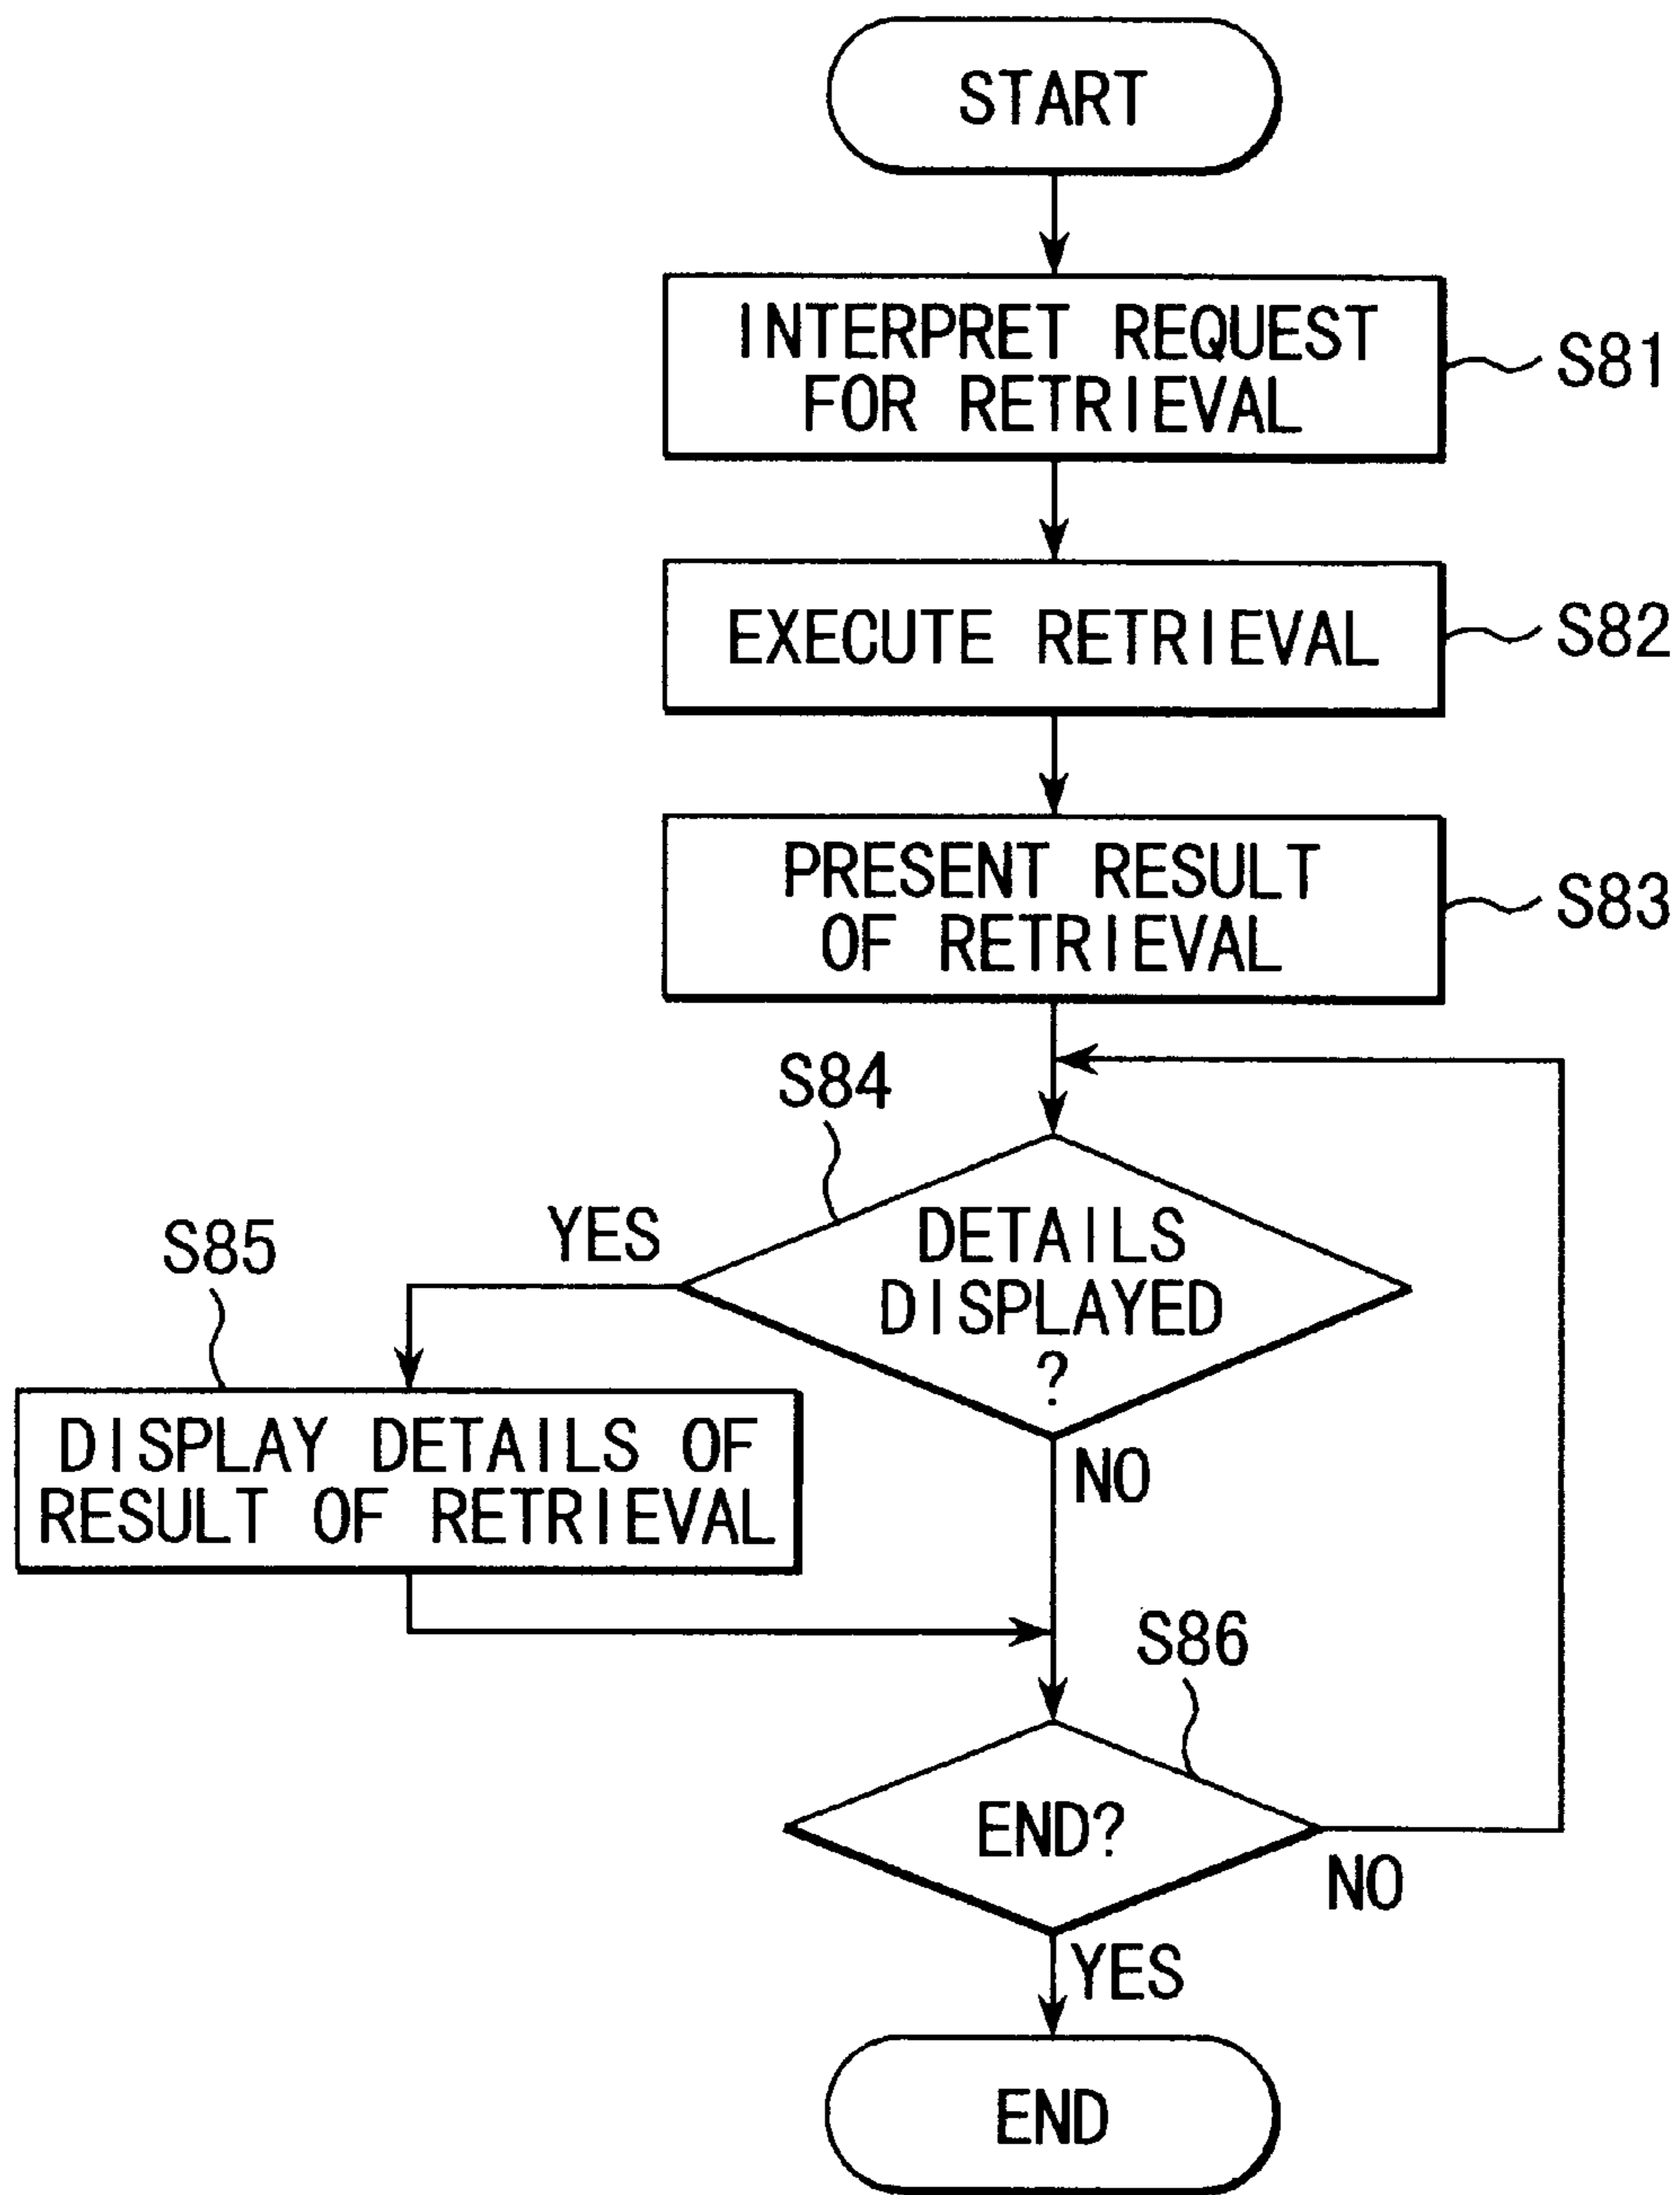 START
INTERPRET REQUEST
FOR RETRIEVAL
S81
EXECUTE RETRIEVAL
S82
PRESENT RESULT
OF RETRIEVAL
S83
S84
DETAILS
DISPLAYED
?
YES
NO
S85
DISPLAY DETAILS OF
RESULT OF RETRIEVAL
S86
END?
NO
YES
END